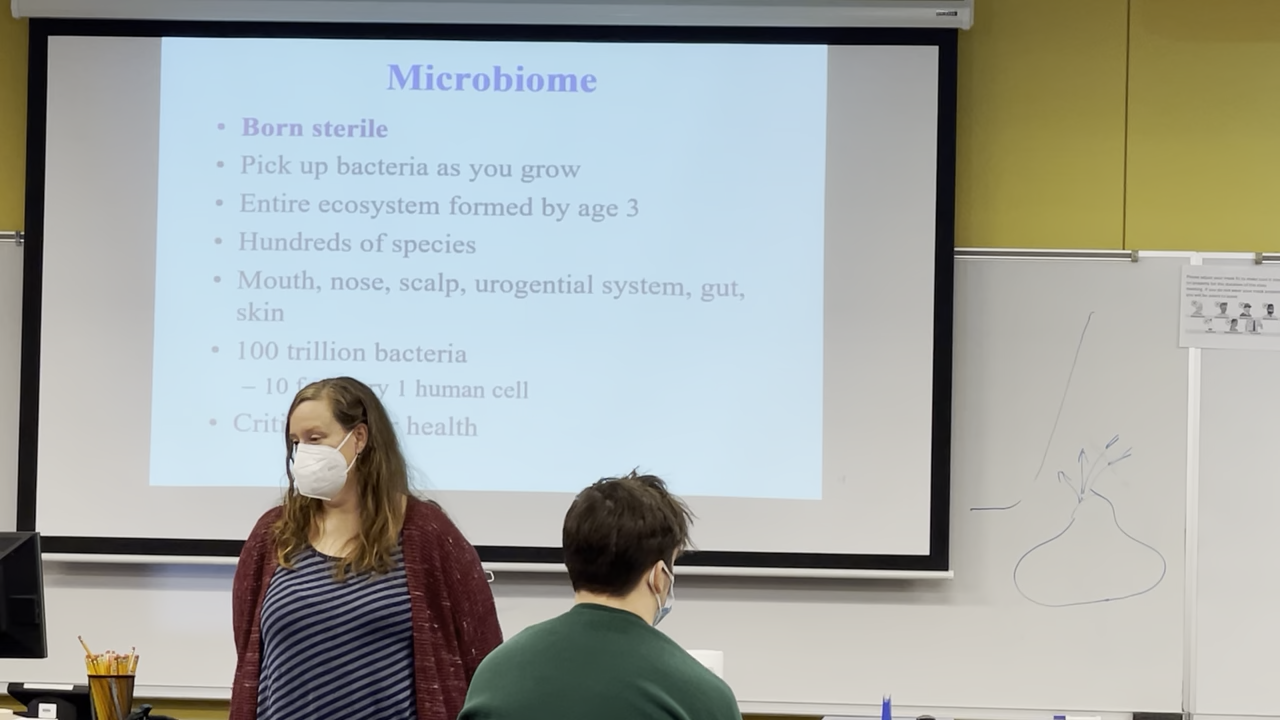 Microbiome
• Born sterile
• Pick up bacteria as you grow
• Entire ecosystem formed by age 3
• Hundreds of species
• Mouth, nose, scalp, urogential system, gut,
skin
• 100 trillion bacteria
– 10 1 human cell
• health